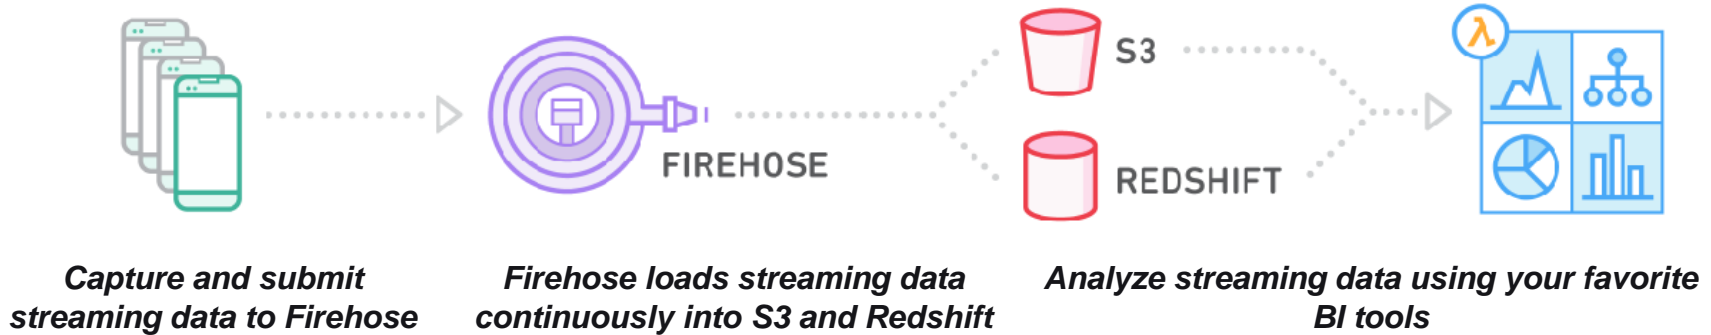 S3
FIREHOSE
REDSHIFT
λ
Capture and submit
streaming data to Firehose
Firehose loads streaming data
continuously into S3 and Redshift
Analyze streaming data using your favorite
BI tools